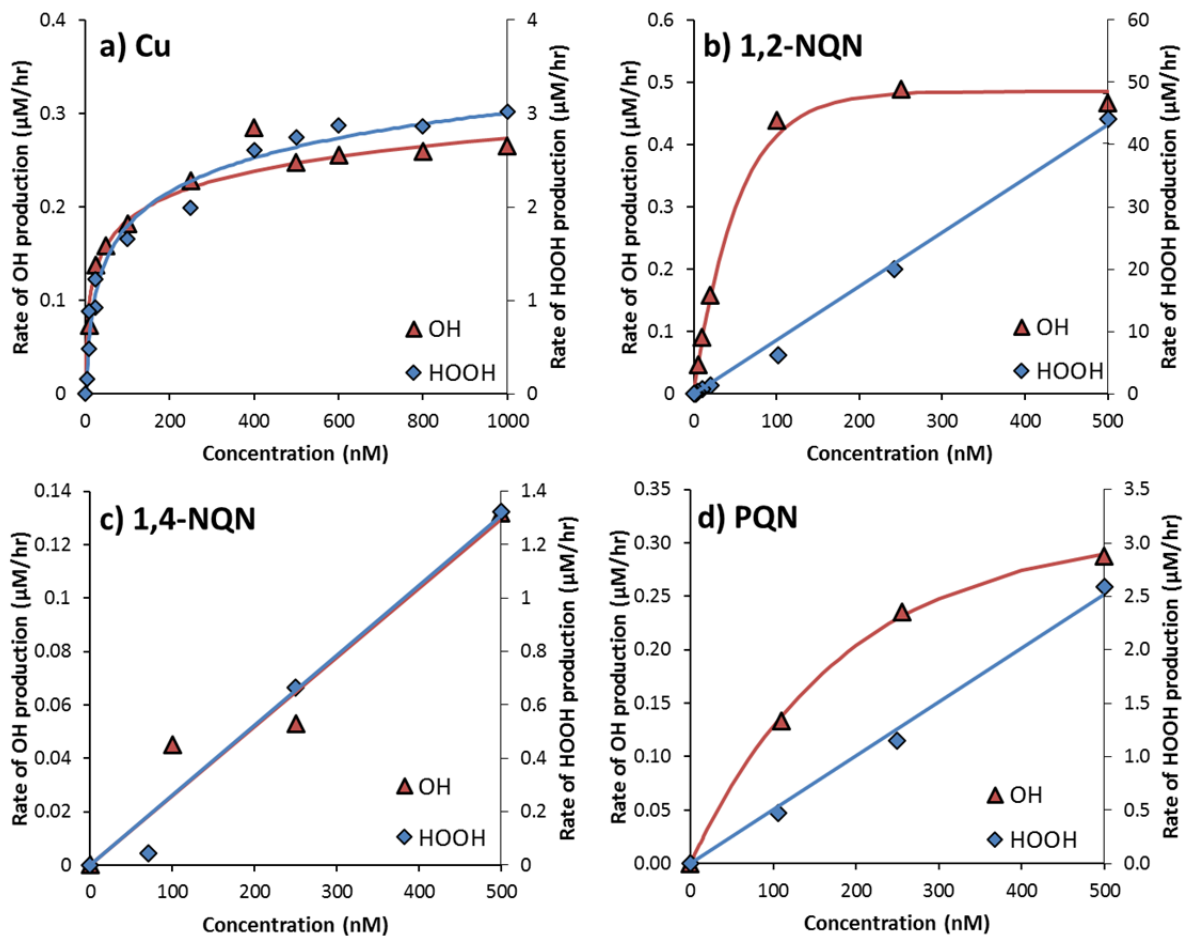 a) Cu
Rate of OH production (µM/hr)
0.4
0.3
0.2
0.1
0
Rate of HOOH production (µM/hr)
4
3
2
1
0
OH
HOOH
0 200 400 600 800 1000
Concentration (nM)
b) 1,2-NQN
Rate of OH production (µM/hr)
0.6
0.5
0.4
0.3
0.2
0.1
0
Rate of HOOH production (µM/hr)
60
50
40
30
20
10
0
OH
HOOH
0 100 200 300 400 500
Concentration (nM)
c) 1,4-NQN
Rate of OH production (µM/hr)
0.14
0.12
0.1
0.08
0.06
0.04
0.02
0
Rate of HOOH production (µM/hr)
1.4
1.2
1
0.8
0.6
0.4
0.2
0
OH
HOOH
0 100 200 300 400 500
Concentration (nM)
d) PQN
Rate of OH production (µM/hr)
0.35
0.30
0.25
0.20
0.15
0.10
0.05
0.00
Rate of HOOH production (µM/hr)
3.5
3.0
2.5
2.0
1.5
1.0
0.5
0.0
OH
HOOH
0 100 200 300 400 500
Concentration (nM)